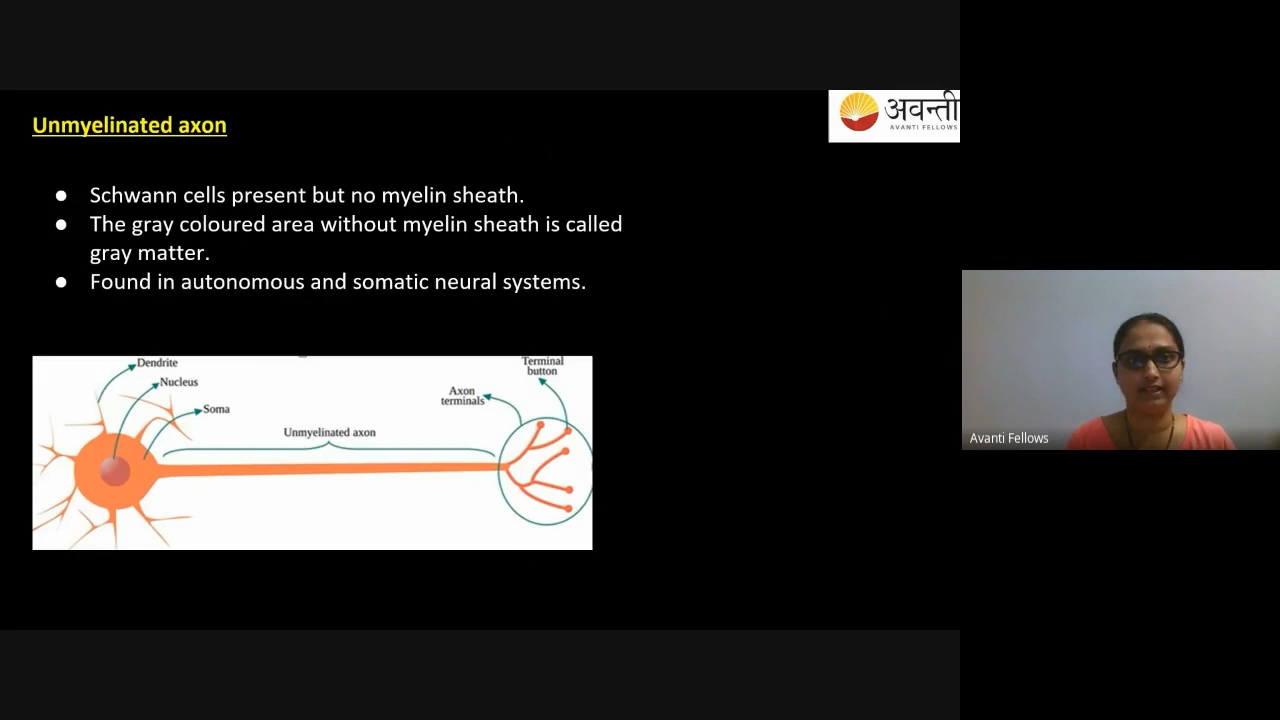 Unmyelinated axon
अवन्ती
AVANTI FELLOWS
● Schwann cells present but no myelin sheath.
● The gray coloured area without myelin sheath is called
gray matter.
● Found in autonomous and somatic neural systems.
Dendrite
Nucleus
Soma
Unmyelinated axon
Axon
terminals
Terminal
button
Avanti Fellows